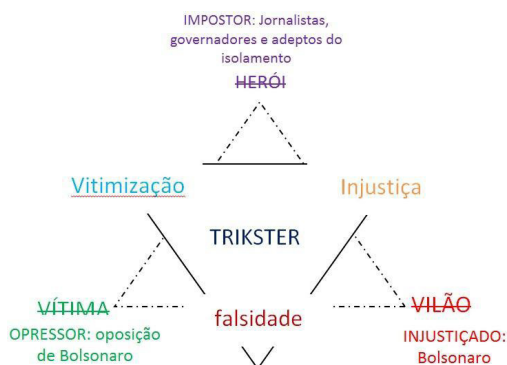 IMPOSTOR: Jornalistas,
governadores e adeptos do
isolamento
HERÓI
Vitimização
Injustiça
TRIKSTER
VÍTIMA
falsidade
VILÃO
OPRESSOR: oposição
de Bolsonaro
INJUSTIÇADO:
Bolsonaro